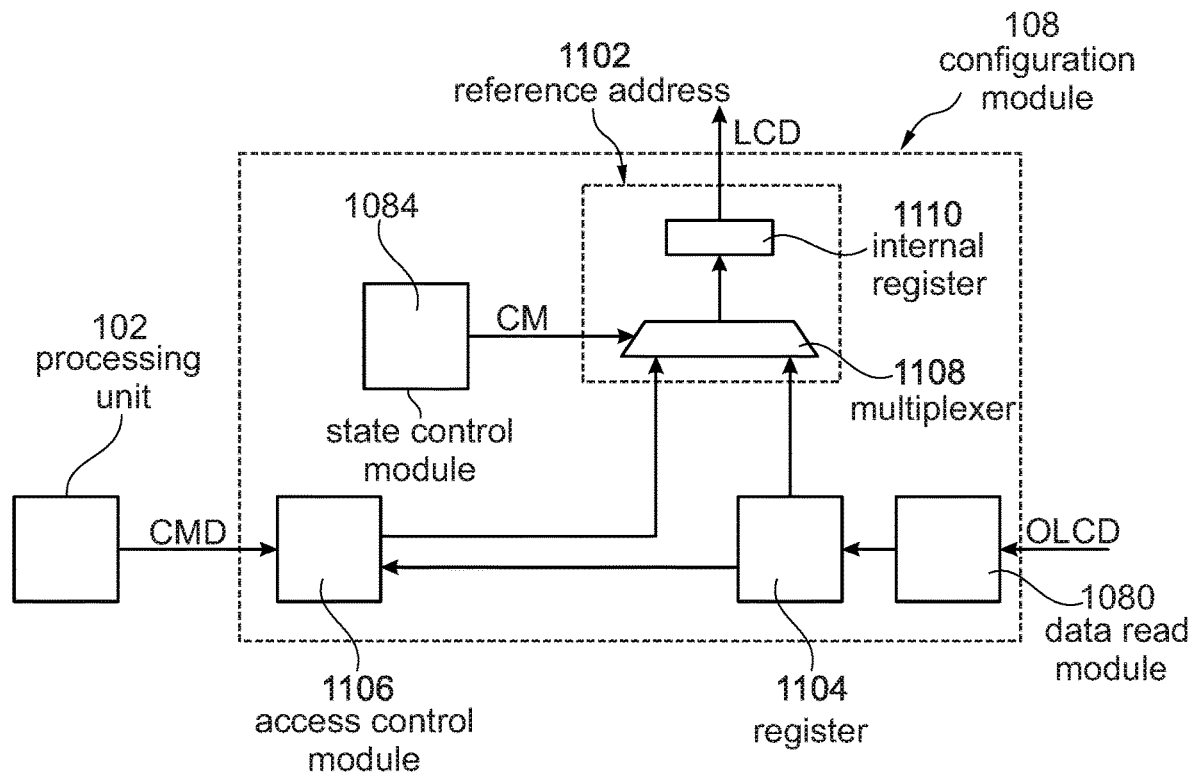 108
configuration
module
1102
reference address
LCD
1084
1110
internal
register
CM
102
processing
unit
1108
multiplexer
state control
module
CMD
OLCD
1080
data read
module
1106
access control
module
1104
register